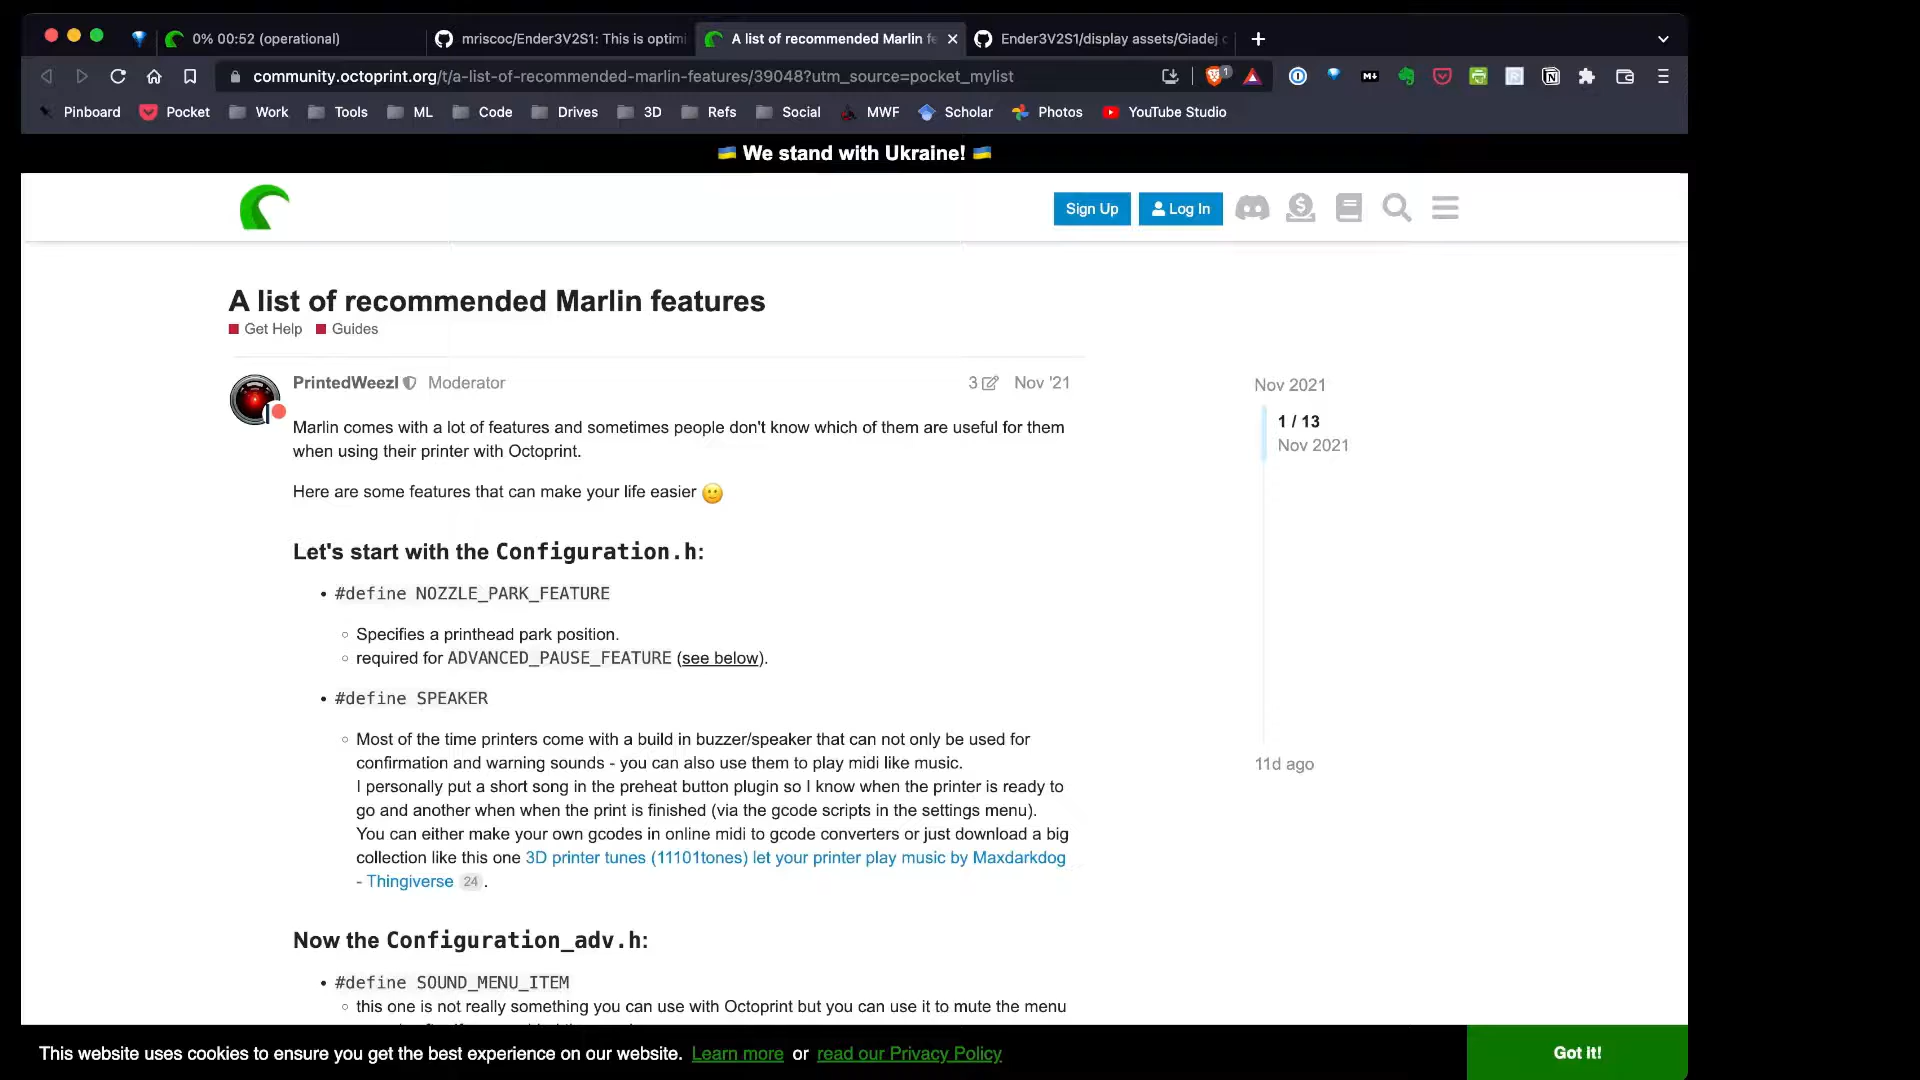 0% 00:52 (operational)
mriscoc/Ender3V2S1: This is optimi
A list of recommended Marlin fe
Ender3V2S1/display assets/Giadej c
community.octoprint.org/t/a-list-of-recommended-marlin-features/39048?utm_source=pocket_mylist
1
M↓
Pinboard
Pocket
Work
Tools
ML
Code
Drives
3D
Refs
Social
MWF
Scholar
Photos
YouTube Studio
🇺🇦 We stand with Ukraine! 🇺🇦
Sign Up
Log In
A list of recommended Marlin features
Get Help
Guides
PrintedWeezl Moderator
3
Nov '21
Marlin comes with a lot of features and sometimes people don't know which of them are useful for them
when using their printer with Octoprint.
Here are some features that can make your life easier 🙂
Let's start with the Configuration.h:
• #define NOZZLE_PARK_FEATURE
◦ Specifies a printhead park position.
◦ required for ADVANCED_PAUSE_FEATURE (see below).
• #define SPEAKER
◦ Most of the time printers come with a build in buzzer/speaker that can not only be used for
confirmation and warning sounds - you can also use them to play midi like music.
I personally put a short song in the preheat button plugin so I know when the printer is ready to
go and another when when the print is finished (via the gcode scripts in the settings menu).
You can either make your own gcodes in online midi to gcode converters or just download a big
collection like this one 3D printer tunes (11101tones) let your printer play music by Maxdarkdog
- Thingiverse 24 .
Now the Configuration_adv.h:
• #define SOUND_MENU_ITEM
◦ this one is not really something you can use with Octoprint but you can use it to mute the menu
Nov 2021
1 / 13
Nov 2021
11d ago
This website uses cookies to ensure you get the best experience on our website. Learn more or read our Privacy Policy
Got it!